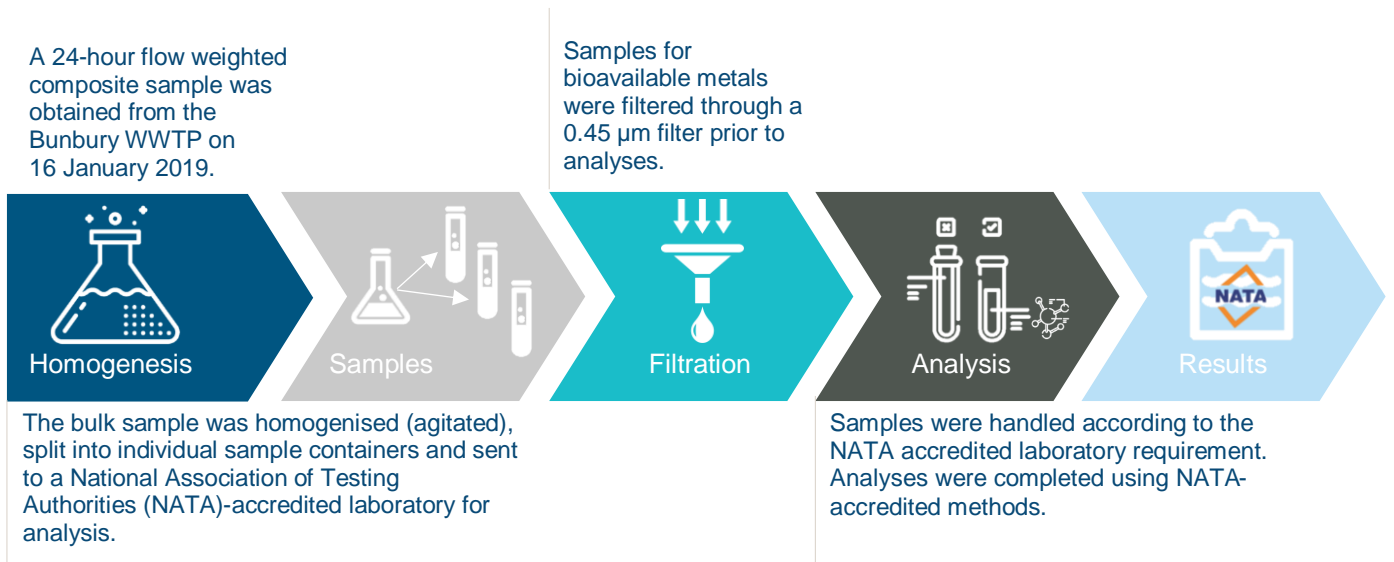 A 24-hour flow weighted
composite sample was
obtained from the
Bunbury WWTP on
16 January 2019.
Samples for
bioavailable metals
were filtered through a
0.45 µm filter prior to
analyses.
Homogenesis
Samples
Filtration
Analysis
NATA
Results
The bulk sample was homogenised (agitated),
split into individual sample containers and sent
to a National Association of Testing
Authorities (NATA)-accredited laboratory for
analysis.
Samples were handled according to the
NATA accredited laboratory requirement.
Analyses were completed using NATA-
accredited methods.